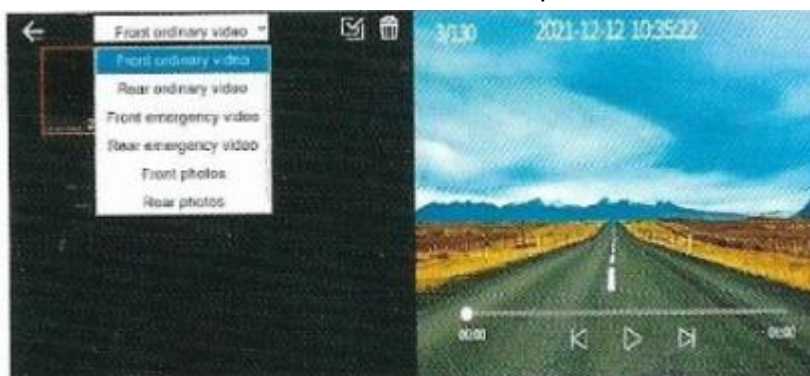 Front ordinary video
Front ordinary video
Rear ordinary video
Front emergency video
Rear emergency video
Front photos
Rear photos
3/130
2021-12-12 10:35:22
00:00
01:00